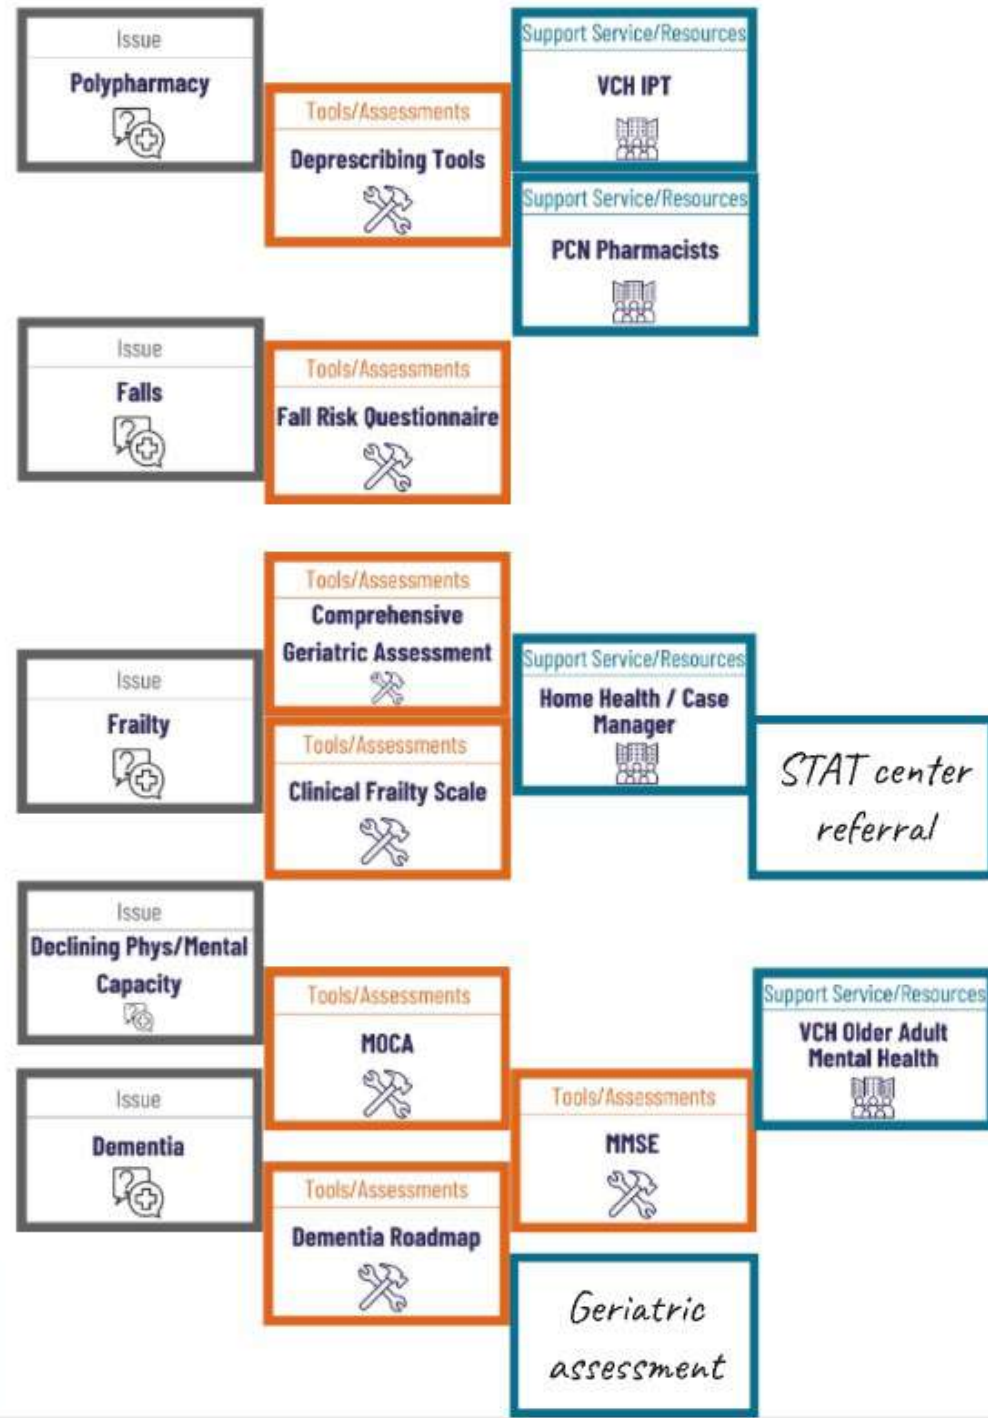 Issue
Polypharmacy
Tools/Assessments
Deprescribing Tools
Support Service/Resources
VCH IPT
Support Service/Resources
PCN Pharmacists
Issue
Falls
Tools/Assessments
Fall Risk Questionnaire
Issue
Frailty
Tools/Assessments
Comprehensive
Geriatric Assessment
Tools/Assessments
Clinical Frailty Scale
Support Service/Resources
Home Health / Case
Manager
STAT center
referral
Issue
Declining Phys/Mental
Capacity
Issue
Dementia
Tools/Assessments
MOCA
Tools/Assessments
Dementia Roadmap
Tools/Assessments
MMSE
Support Service/Resources
VCH Older Adult
Mental Health
Geriatric
assessment